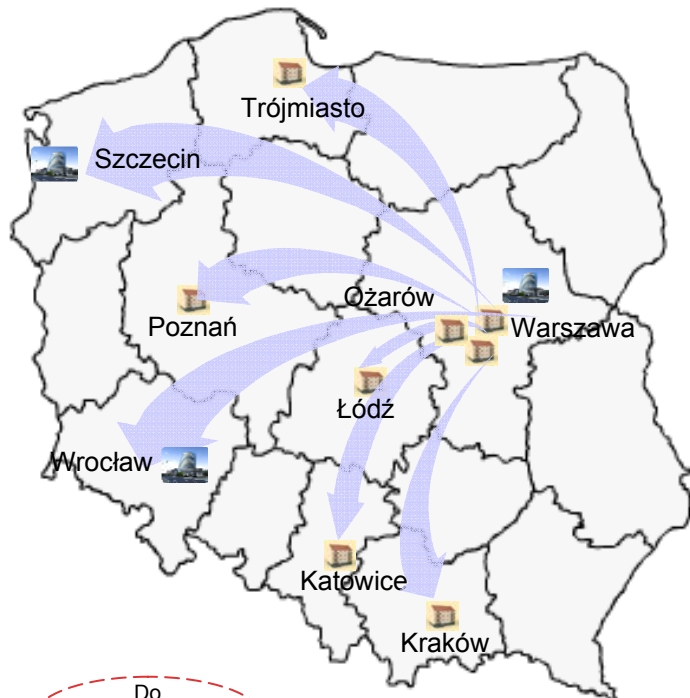 Trójmiasto
Szczecin
Ożarów
Poznań
Warszawa
Łódź
Wrocław
Katowice
Kraków
Do